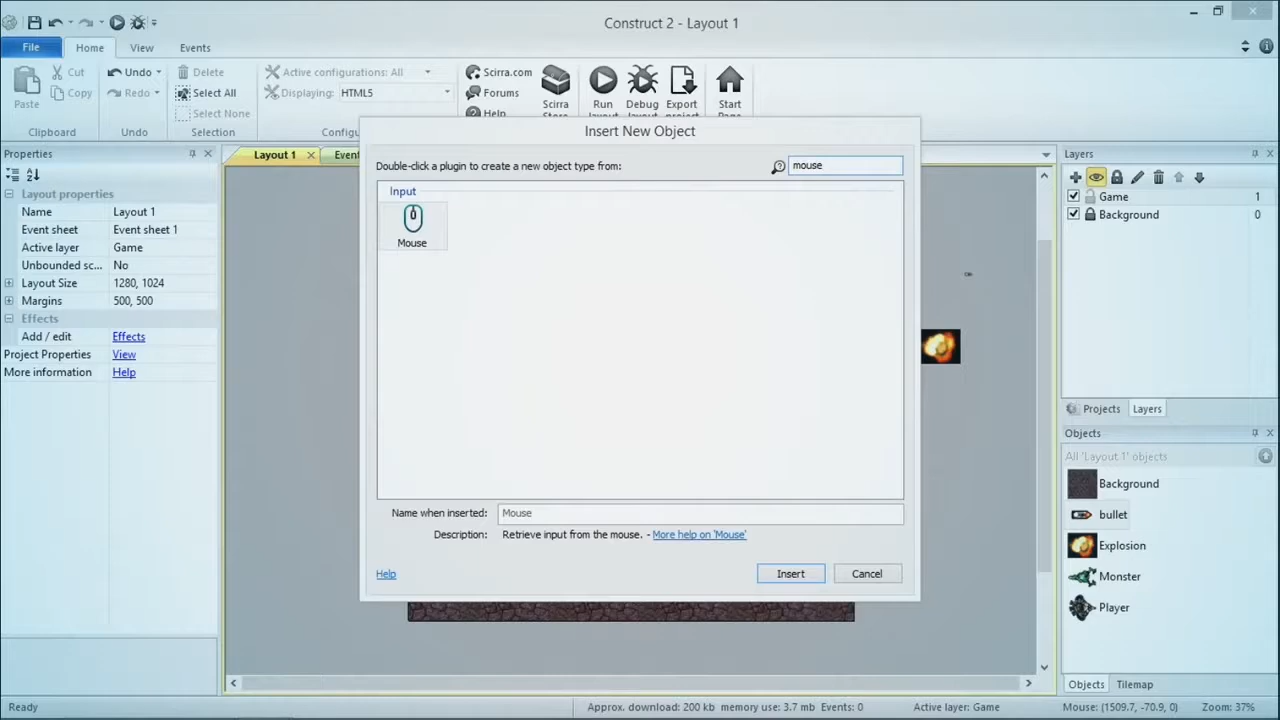 Construct 2 - Layout 1
File Home View Events
Paste Cut Copy Clipboard
Undo Redo Undo
Delete Select All Select None Selection
Active configurations: All
Displaying: HTML5
Scirra.com
Forums
Help
Scirra
Run
Debug
Export
Start
Properties
Layout properties
Name Layout 1
Event sheet Event sheet 1
Active layer Game
Unbounded sc... No
Layout Size 1280, 1024
Margins 500, 500
Effects
Add / edit Effects
Project Properties View
More information Help
Layout 1
Insert New Object
Double-click a plugin to create a new object type from: mouse
Input
Mouse
Name when inserted: Mouse
Description: Retrieve input from the mouse. - More help on 'Mouse'
Help Insert Cancel
Layers
Game 1
Background 0
Projects Layers
Objects
All 'Layout 1' objects
Background
bullet
Explosion
Monster
Player
Objects Tilemap
Ready Approx. download: 200 kb memory use: 3.7 mb Events: 0 Active layer: Game Mouse: (1509.7, -70.9, 0) Zoom: 37%